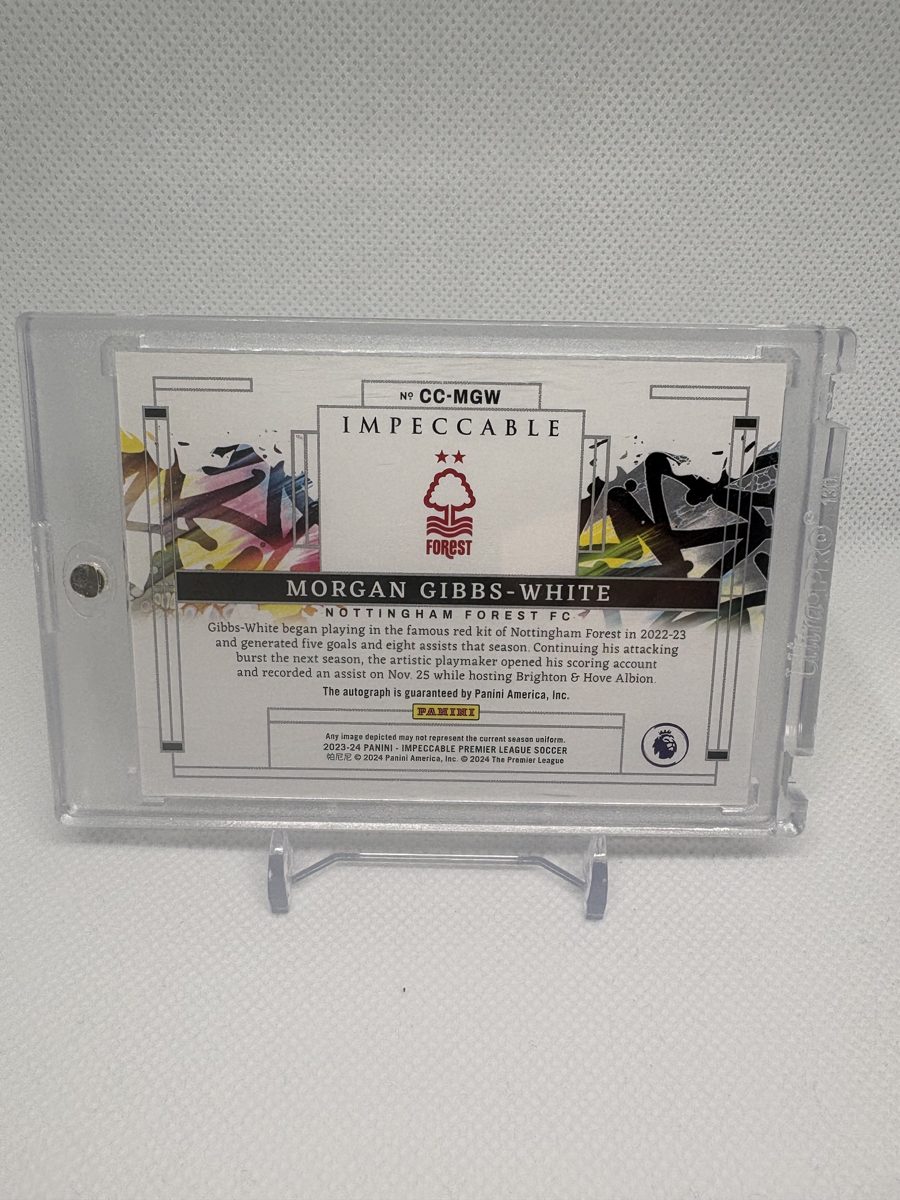 Nº CC-MGW
IMPECCABLE
FOREST
MORGAN GIBBS-WHITE
NOTTINGHAM FOREST FC
Gibbs-White began playing in the famous red kit of Nottingham Forest in 2022-23
and generated five goals and eight assists that season. Continuing his attacking
burst the next season, the artistic playmaker opened his scoring account
and recorded an assist on Nov. 25 while hosting Brighton & Hove Albion.
The autograph is guaranteed by Panini America, Inc.
PANINI
Any image depicted may not represent the current season uniform.
2023-24 PANINI - IMPECCABLE PREMIER LEAGUE SOCCER
帕尼尼 © 2024 Panini America, Inc. © 2024 The Premier League
Ultra·PRO®
130